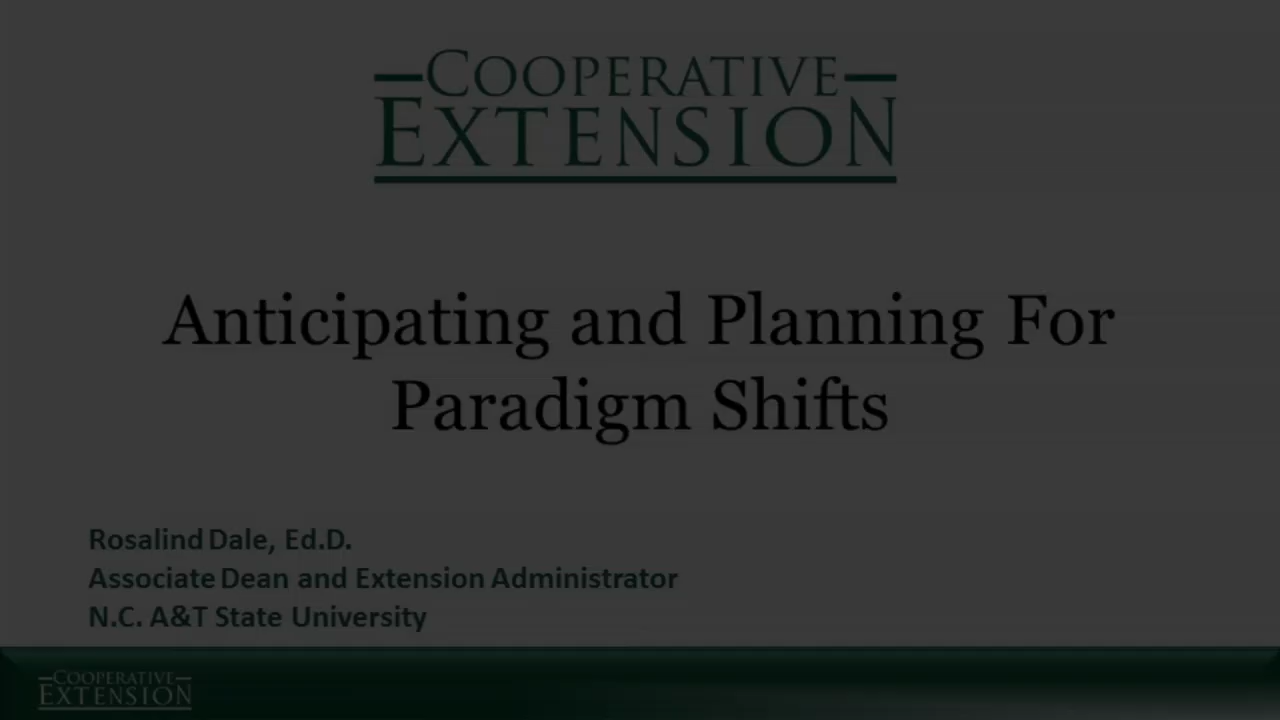 COOPERATIVE
EXTENSION
Anticipating and Planning For
Paradigm Shifts
Rosalind Dale, Ed.D.
Associate Dean and Extension Administrator
N.C. A&T State University
COOPERATIVE
EXTENSION